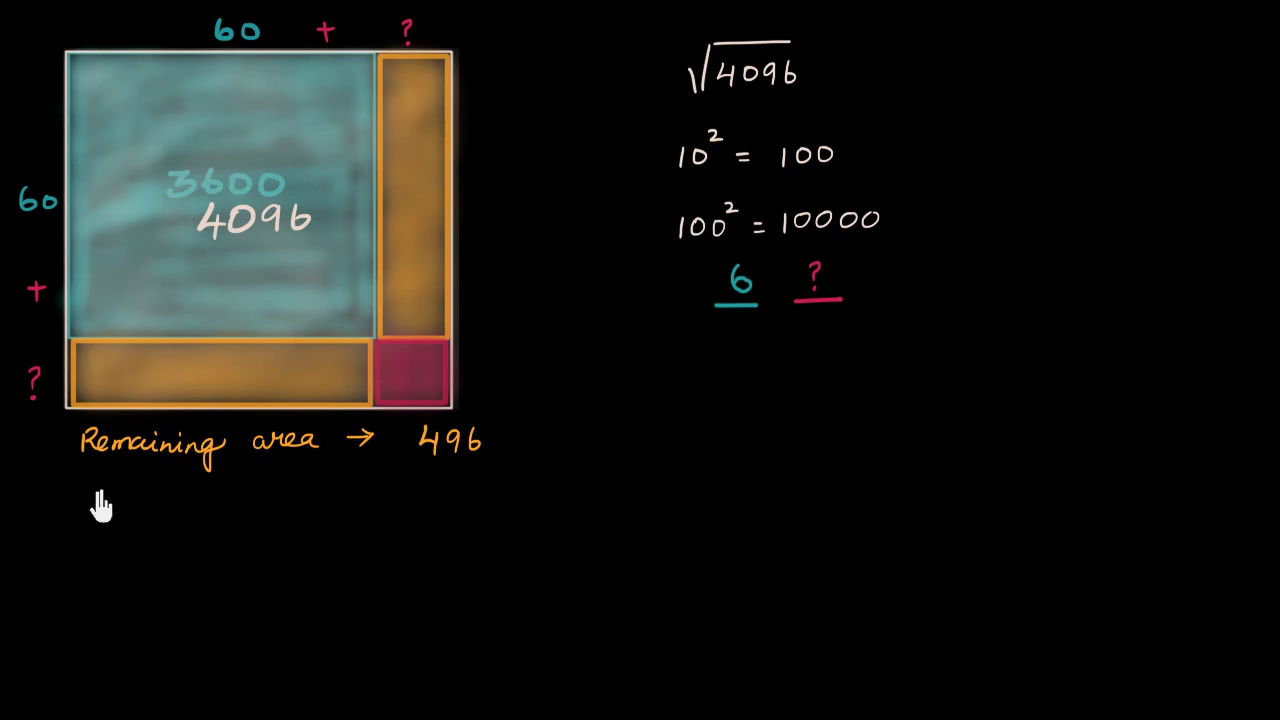 60 + ?
√4096
10² = 100
3600
60
4096
100² = 10000
6 ?
+
?
Remaining area → 496